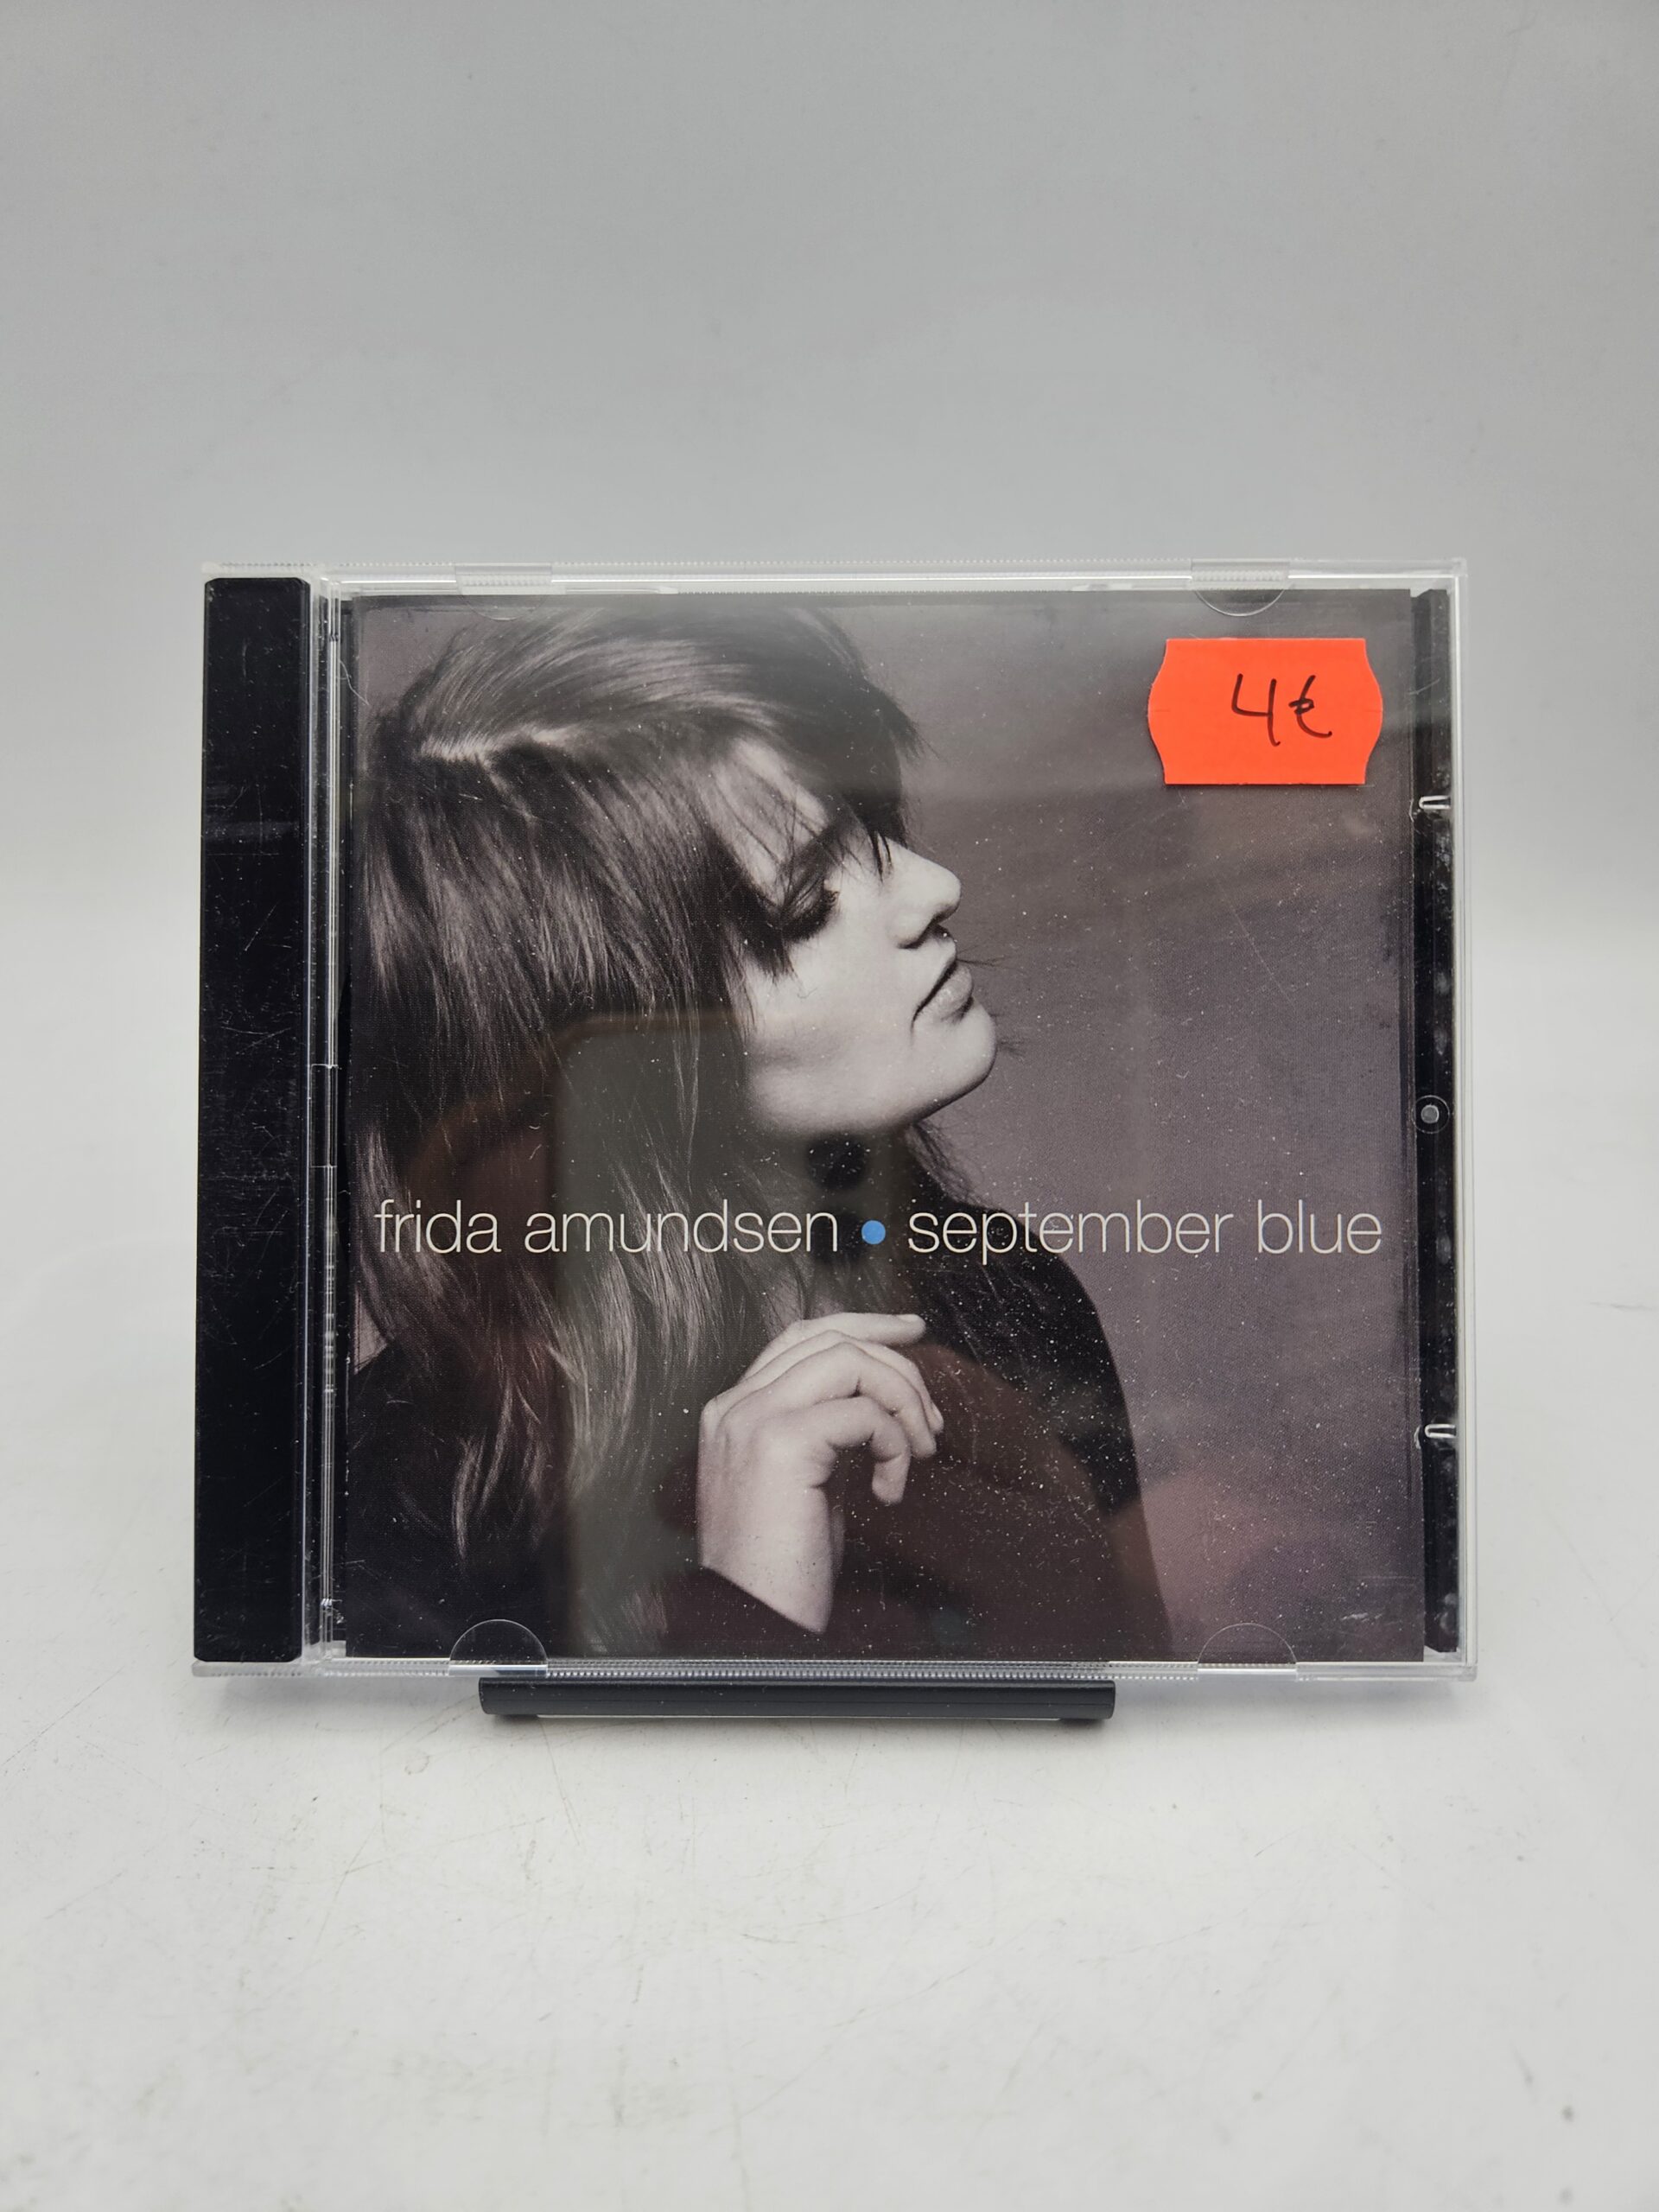 4€
frida amundsen • september blue